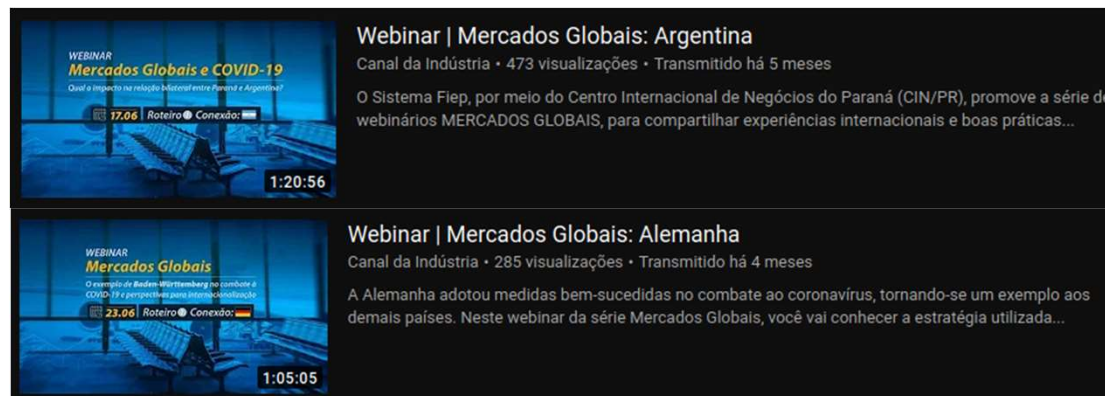 WEBINAR
Mercados Globais e COVID-19
Qual o impacto na relação bilateral entre Paraná e Argentina?
17.06 Roteiro Conexão:
1:20:56
Webinar | Mercados Globais: Argentina
Canal da Indústria • 473 visualizações • Transmitido há 5 meses
O Sistema Fiep, por meio do Centro Internacional de Negócios do Paraná (CIN/PR), promove a série de
webinários MERCADOS GLOBAIS, para compartilhar experiências internacionais e boas práticas...
WEBINAR
Mercados Globais
O exemplo de Baden-Württemberg no combate à
COVID-19 e perspectivas para internacionalização
23.06 Roteiro Conexão:
1:05:05
Webinar | Mercados Globais: Alemanha
Canal da Indústria • 285 visualizações • Transmitido há 4 meses
A Alemanha adotou medidas bem-sucedidas no combate ao coronavírus, tornando-se um exemplo aos
demais países. Neste webinar da série Mercados Globais, você vai conhecer a estratégia utilizada...